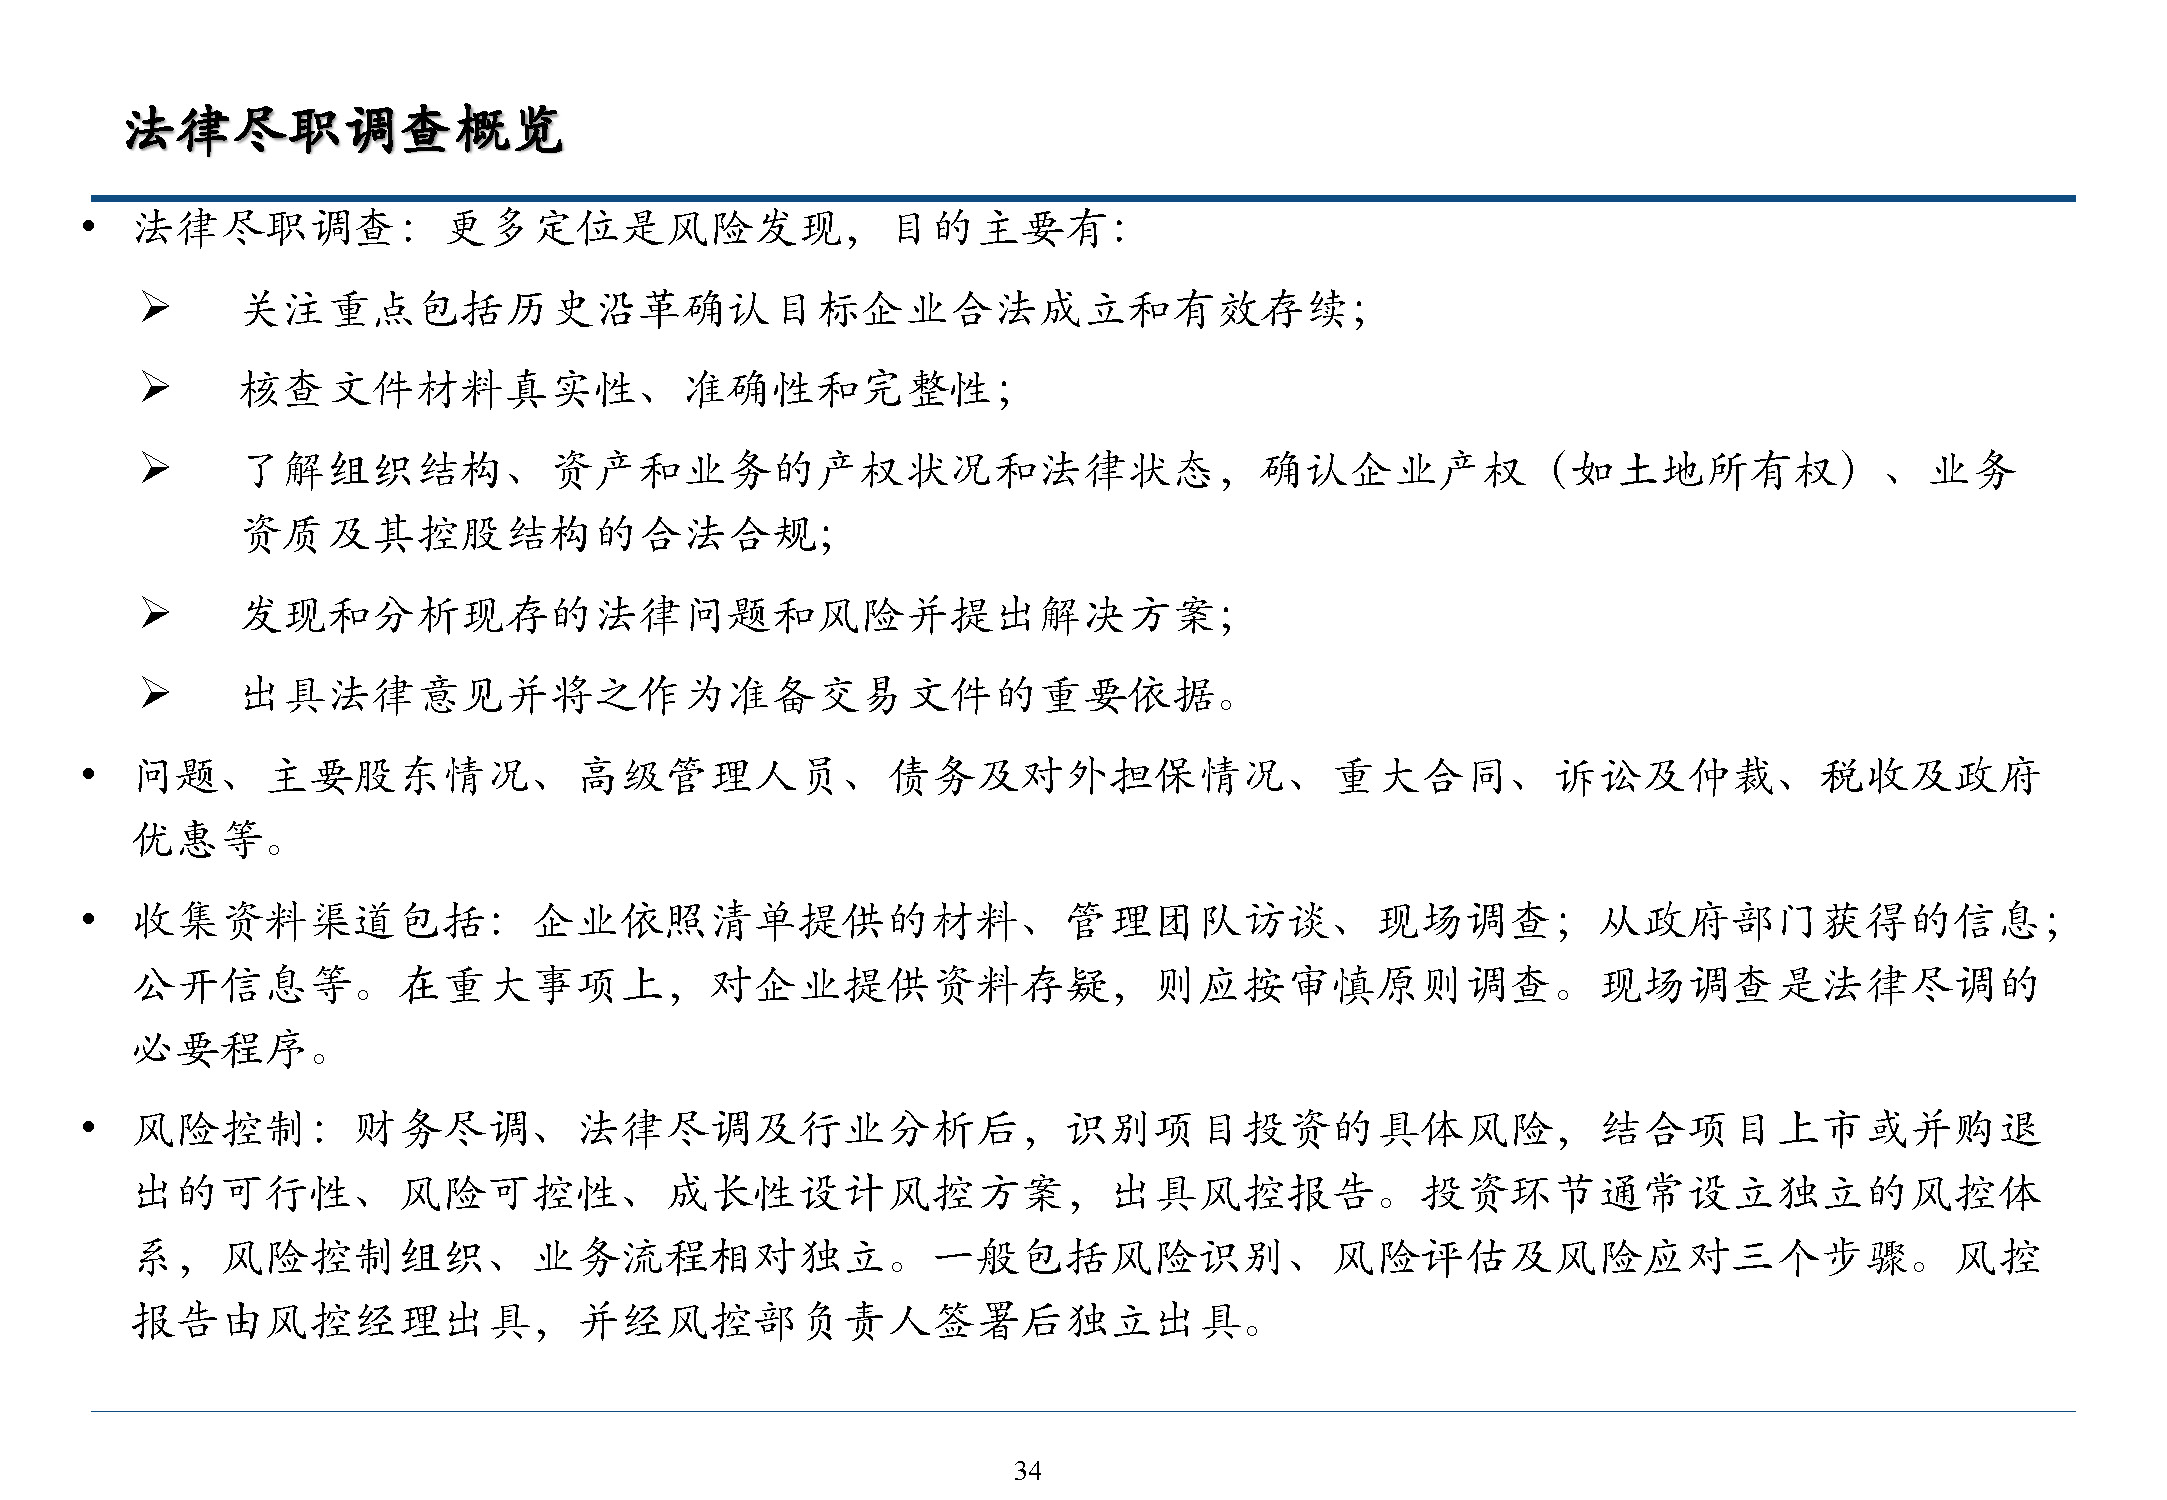 法律尽职调查概览
• 法律尽职调查：更多定位是风险发现，目的主要有：
➢ 关注重点包括历史沿革确认目标企业合法成立和有效存续；
➢ 核查文件材料真实性、准确性和完整性；
➢ 了解组织结构、资产和业务的产权状况和法律状态，确认企业产权（如土地所有权）、业务
资质及其控股结构的合法合规；
➢ 发现和分析现存的法律问题和风险并提出解决方案；
➢ 出具法律意见并将之作为准备交易文件的重要依据。
• 问题、主要股东情况、高级管理人员、债务及对外担保情况、重大合同、诉讼及仲裁、税收及政府
优惠等。
• 收集资料渠道包括：企业依照清单提供的材料、管理团队访谈、现场调查；从政府部门获得的信息；
公开信息等。在重大事项上，对企业提供资料存疑，则应按审慎原则调查。现场调查是法律尽调的
必要程序。
• 风险控制：财务尽调、法律尽调及行业分析后，识别项目投资的具体风险，结合项目上市或并购退
出的可行性、风险可控性、成长性设计风控方案，出具风控报告。投资环节通常设立独立的风控体
系，风险控制组织、业务流程相对独立。一般包括风险识别、风险评估及风险应对三个步骤。风控
报告由风控经理出具，并经风控部负责人签署后独立出具。
34